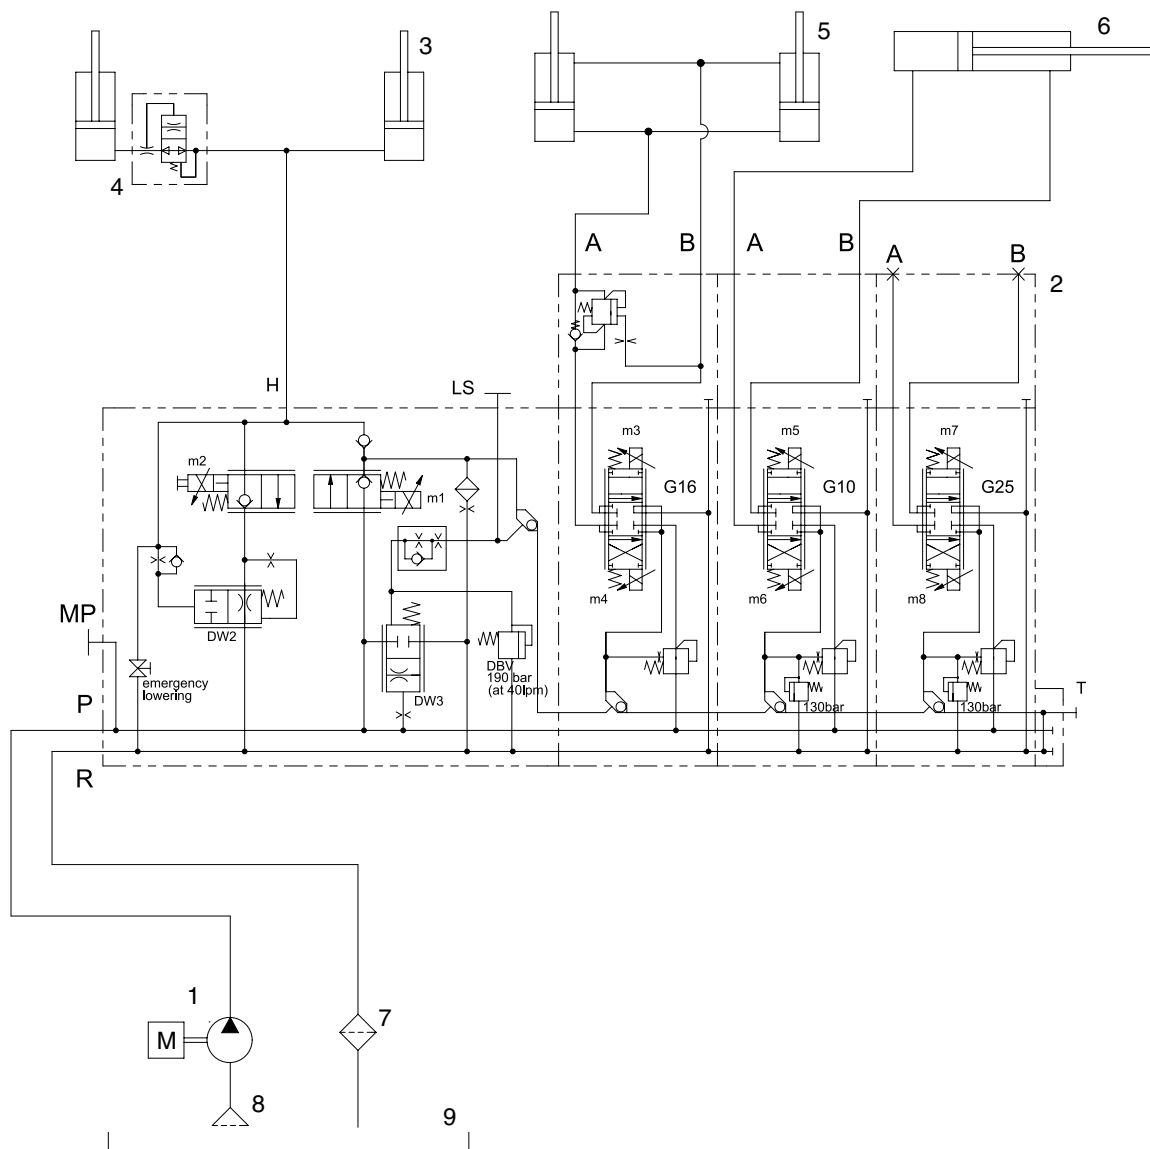 3
5
6
4
A
B
A
B
A
B
2
H
LS
m3
m5
m7
m2
m1
G16
G10
G25
m4
m6
m8
MP
DW2
DBV
190 bar
(at 40lpm)
emergency
lowering
DW3
130bar
130bar
T
P
R
1
7
M
8
9